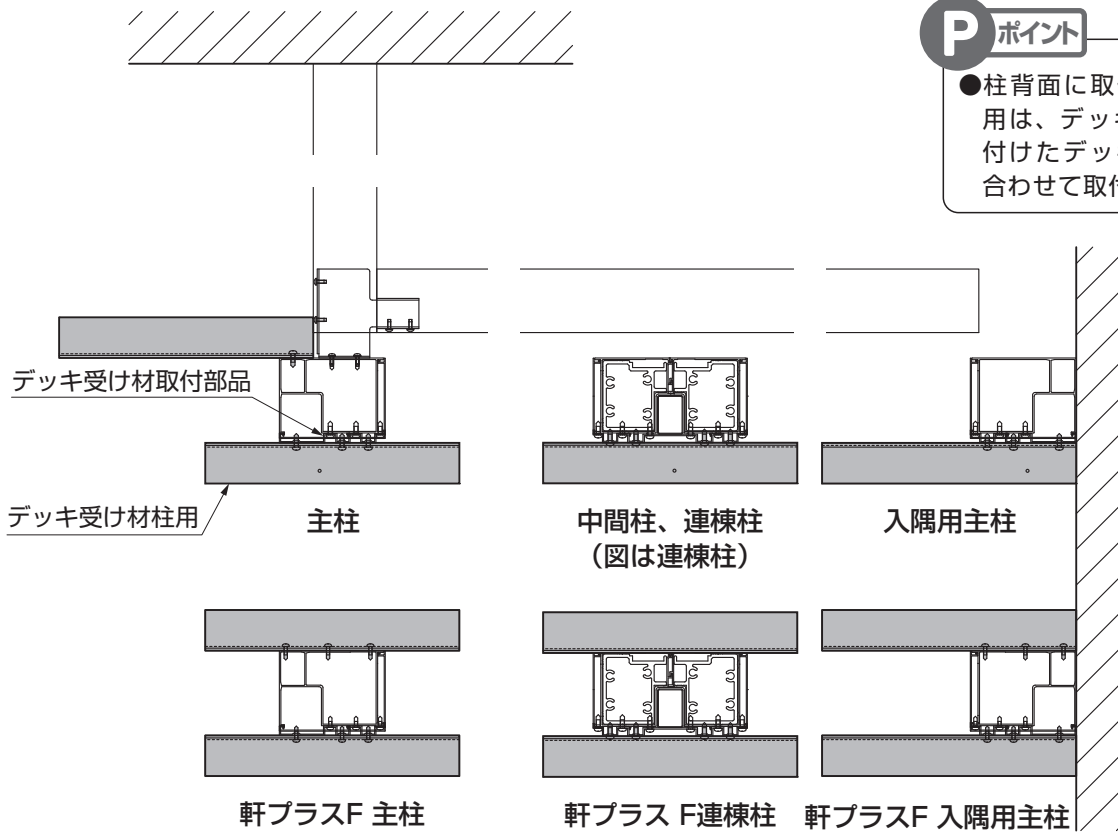 P ポイント
●柱背面に取
用は、デッ
付けたデッ
合わせて取
デッキ受け材取付部品
デッキ受け材柱用
主柱
中間柱、連棟柱
（図は連棟柱）
入隅用主柱
軒プラスF 主柱
軒プラス F連棟柱
軒プラスF 入隅用主柱